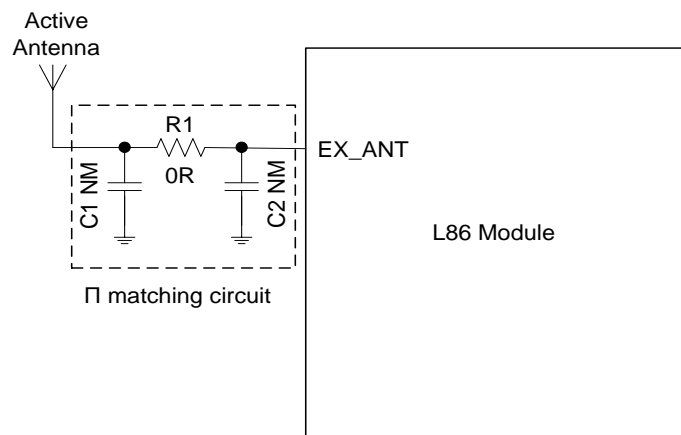 Active
Antenna
R1
0R
C1 NM
C2 NM
EX_ANT
L86 Module
Π matching circuit